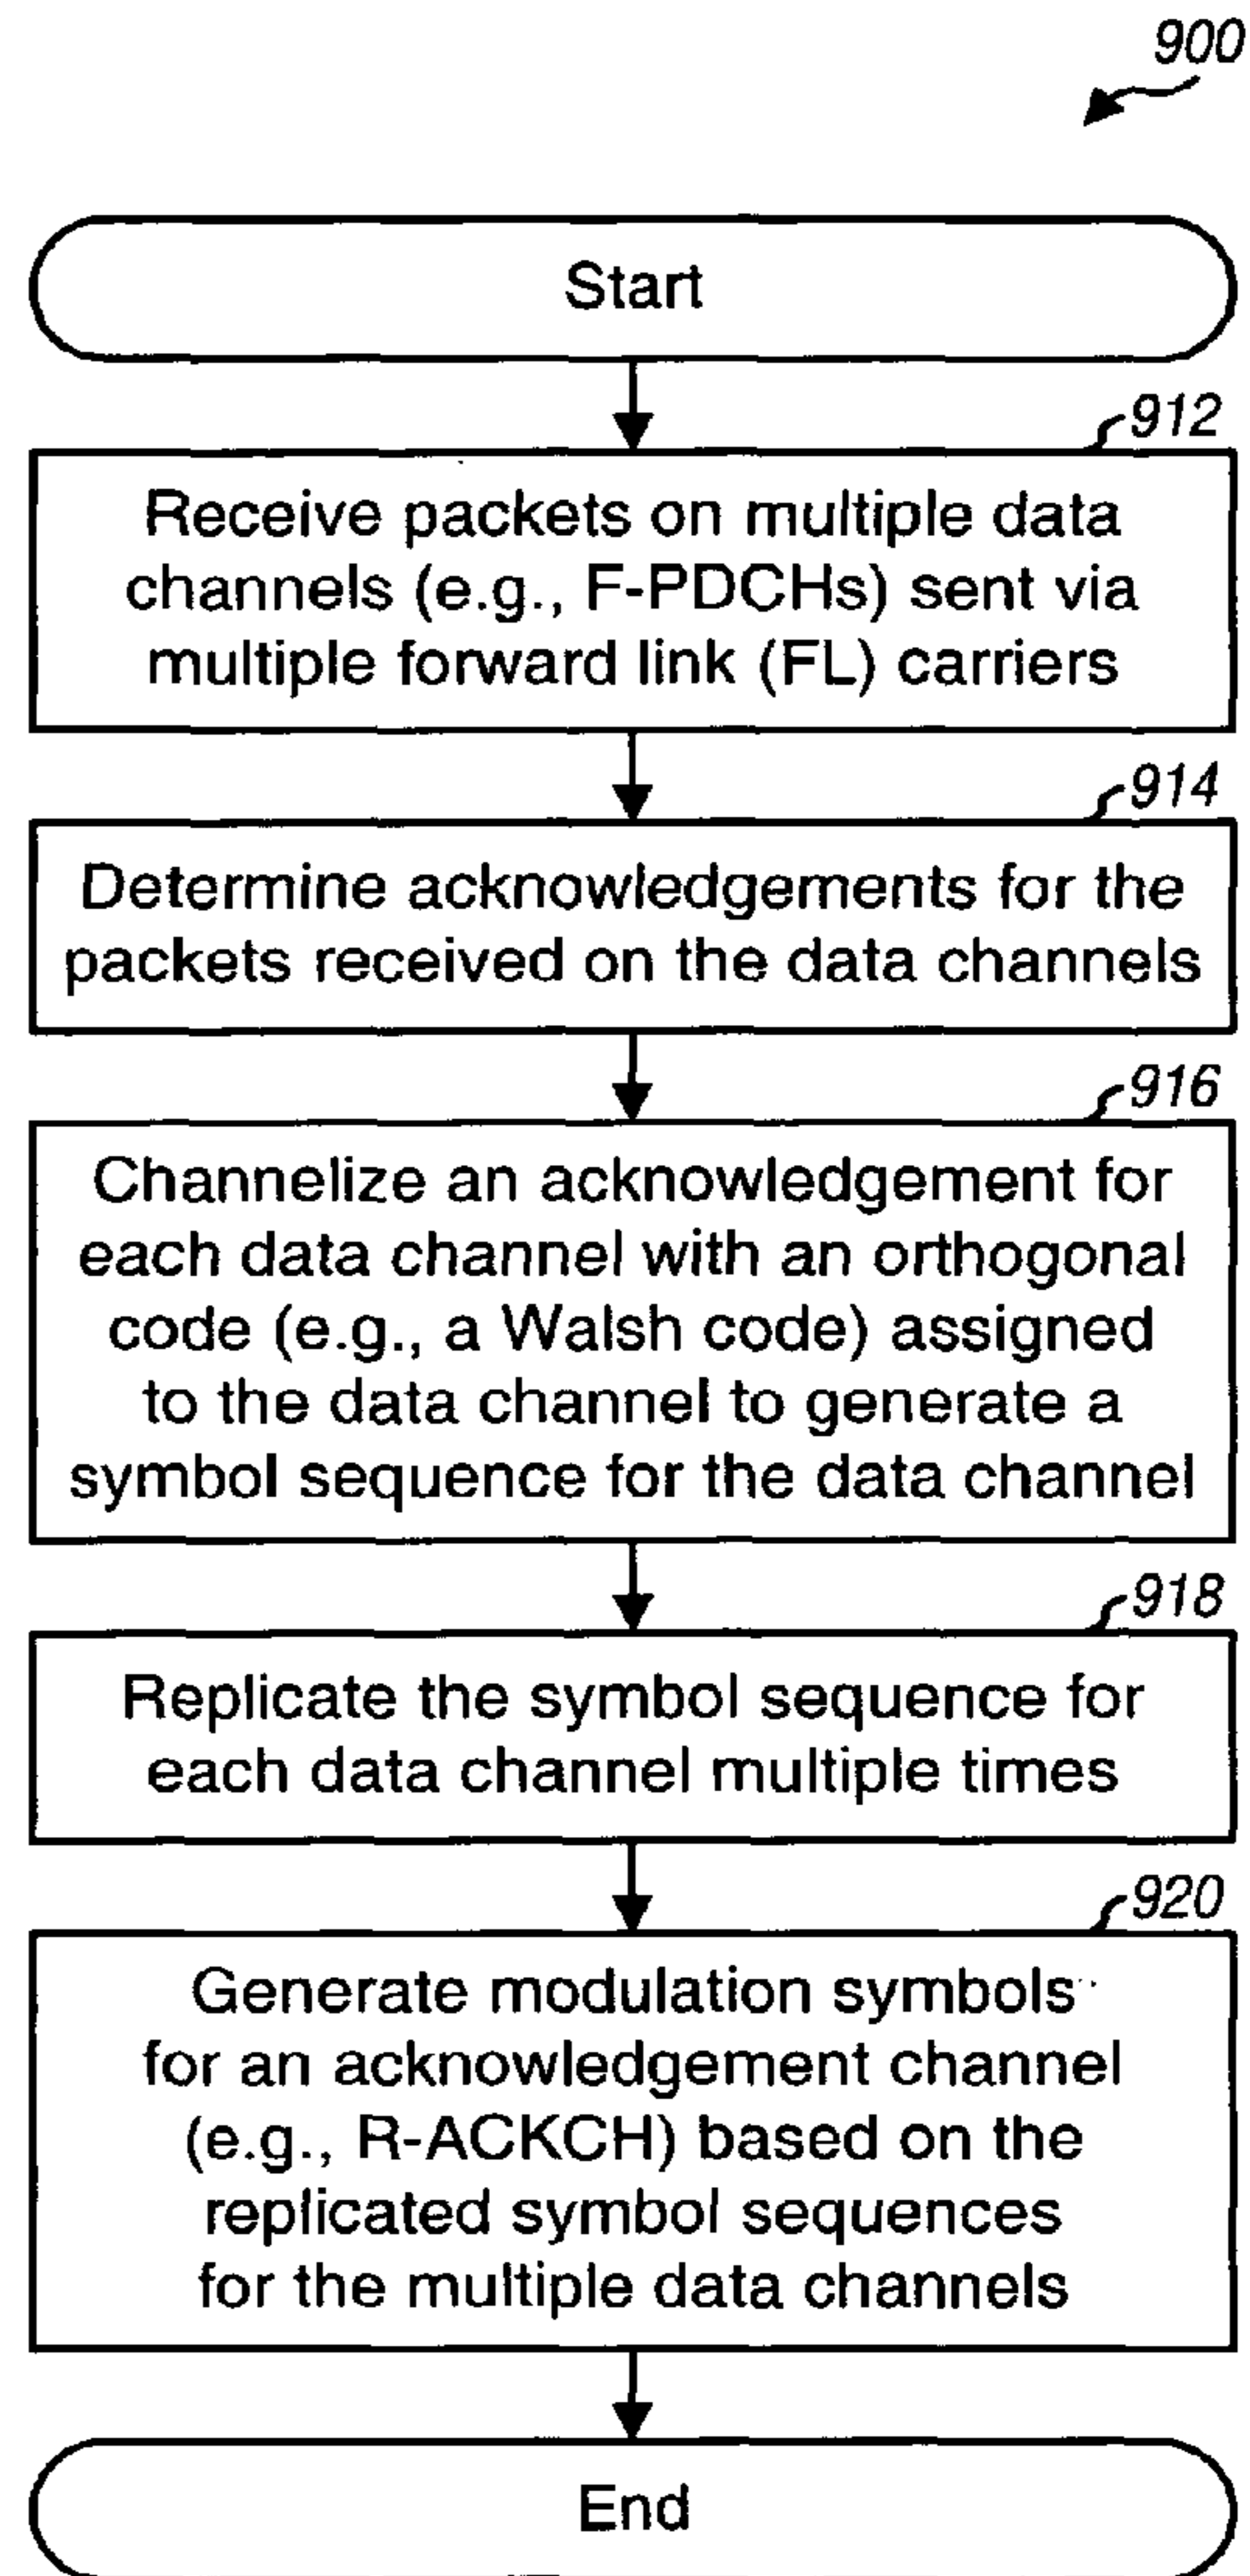 900
Start
912
Receive packets on multiple data
channels (e.g., F-PDCHs) sent via
multiple forward link (FL) carriers
914
Determine acknowledgements for the
packets received on the data channels
916
Channelize an acknowledgement for
each data channel with an orthogonal
code (e.g., a Walsh code) assigned
to the data channel to generate a
symbol sequence for the data channel
918
Replicate the symbol sequence for
each data channel multiple times
920
Generate modulation symbols
for an acknowledgement channel
(e.g., R-ACKCH) based on the
replicated symbol sequences
for the multiple data channels
End